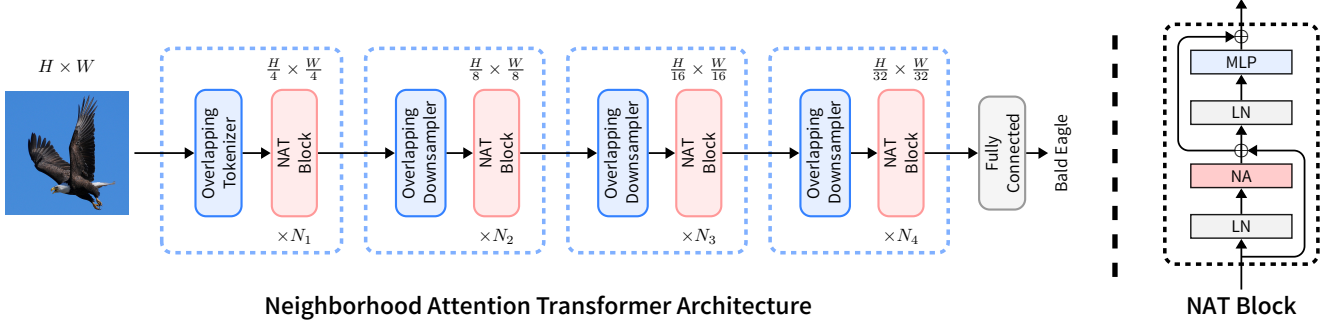 H × W
H/4 × W/4
Overlapping
Tokenizer
NAT
Block
×N₁
H/8 × W/8
Overlapping
Downsampler
NAT
Block
×N₂
H/16 × W/16
Overlapping
Downsampler
NAT
Block
×N₃
H/32 × W/32
Overlapping
Downsampler
NAT
Block
×N₄
Fully
Connected
Bald Eagle
Neighborhood Attention Transformer Architecture
MLP
LN
NA
LN
NAT Block